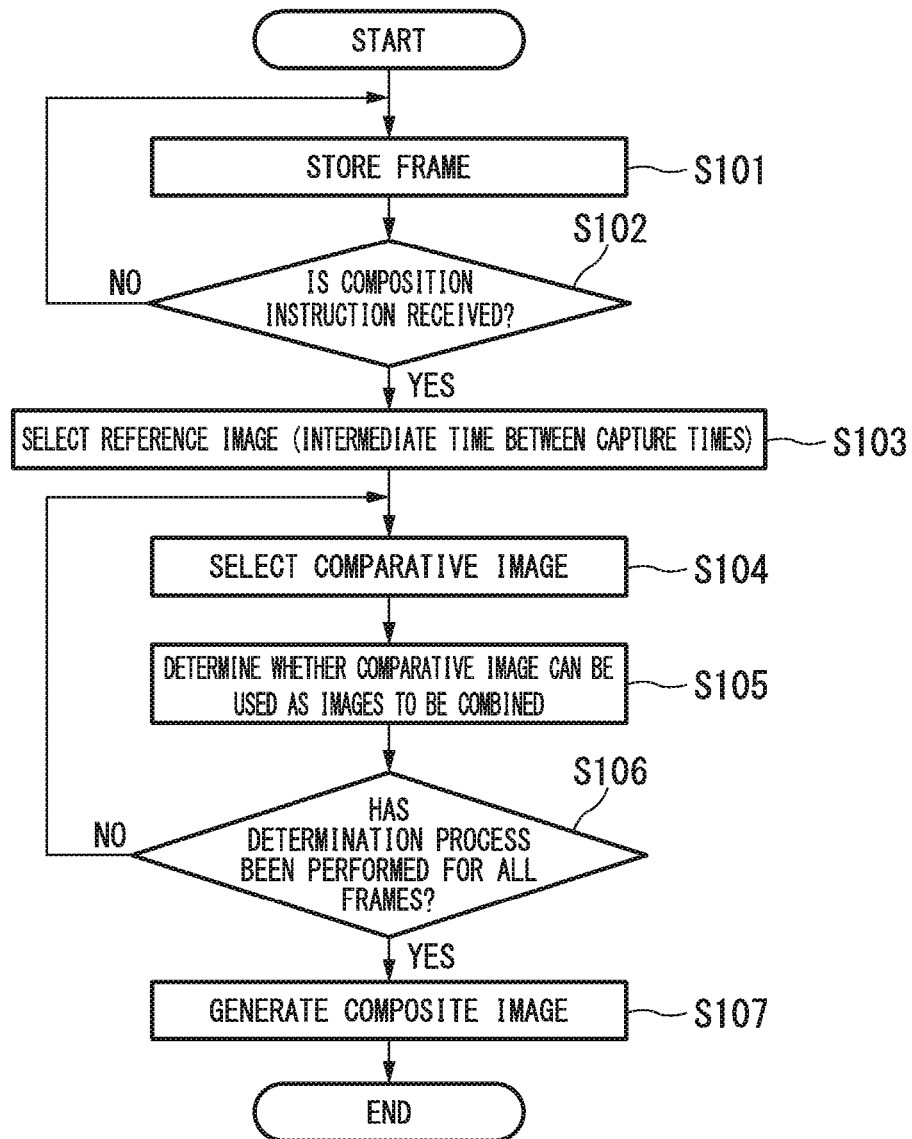 START
STORE FRAME
S101
S102
IS COMPOSITION
INSTRUCTION RECEIVED?
NO
YES
SELECT REFERENCE IMAGE (INTERMEDIATE TIME BETWEEN CAPTURE TIMES)
S103
SELECT COMPARATIVE IMAGE
S104
DETERMINE WHETHER COMPARATIVE IMAGE CAN BE
USED AS IMAGES TO BE COMBINED
S105
S106
HAS
DETERMINATION PROCESS
BEEN PERFORMED FOR ALL
FRAMES?
NO
YES
GENERATE COMPOSITE IMAGE
S107
END